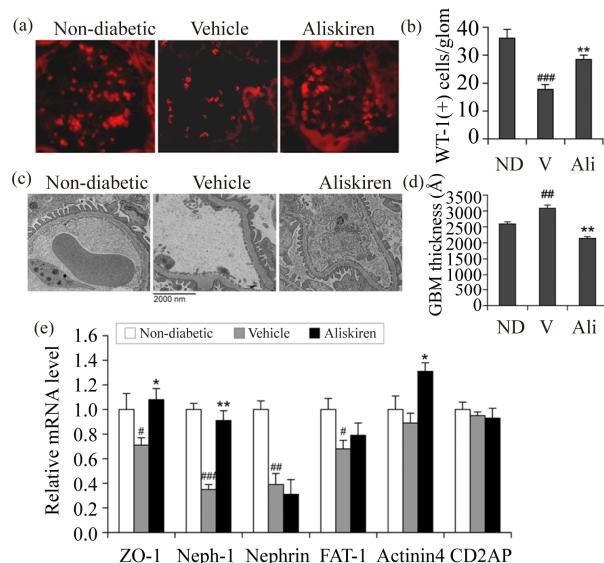 (a) Non-diabetic Vehicle Aliskiren
(b)
WT-1(+) cells/glom
40
30
20
10
0
###
**
ND V Ali
(c) Non-diabetic Vehicle Aliskiren
2000 nm
(d)
GBM thickness (Å)
3500
3000
2500
2000
1500
1000
500
0
##
**
ND V Ali
(e)
Non-diabetic Vehicle Aliskiren
Relative mRNA level
1.6
1.4
1.2
1.0
0.8
0.6
0.4
0.2
0.0
# * ### ** ## # *
ZO-1 Neph-1 Nephrin FAT-1 Actinin4 CD2AP